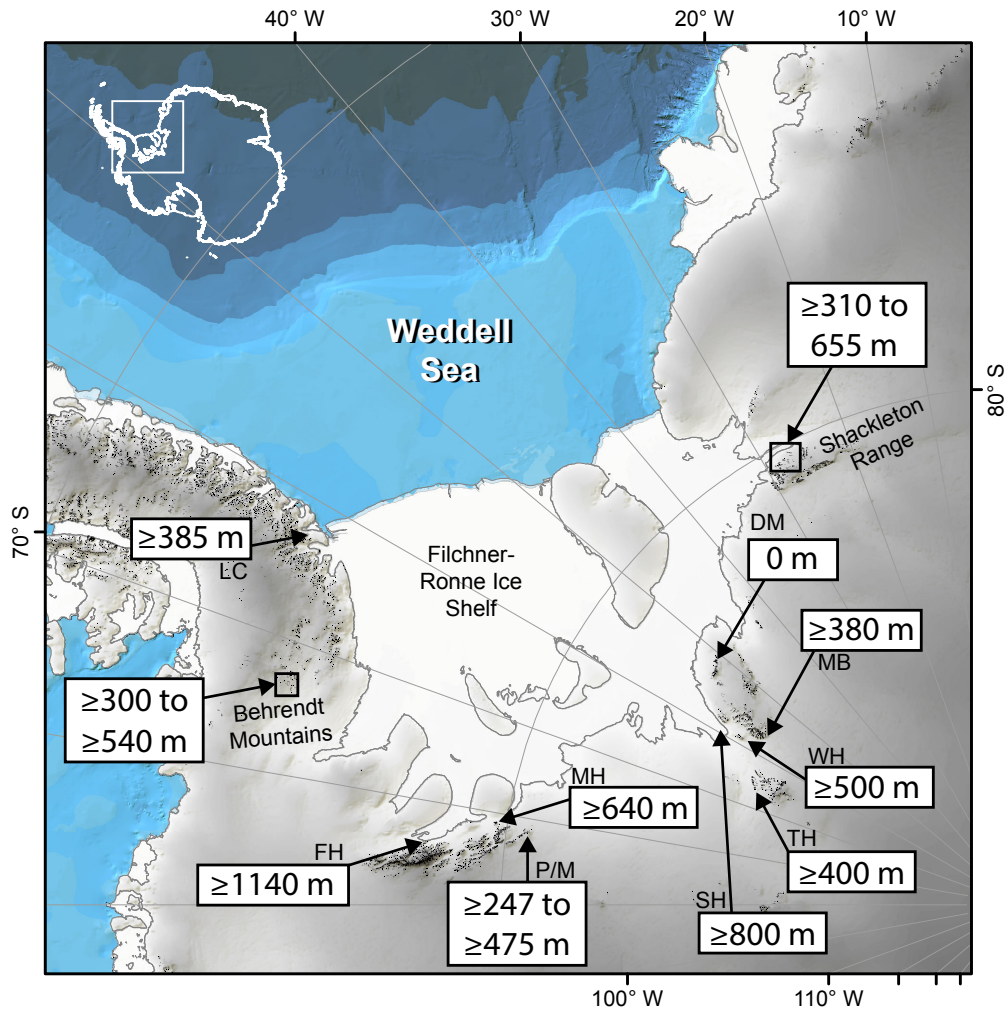 40° W
30° W
20° W
10° W
Weddell
Sea
≥310 to
655 m
80° S
Shackleton
Range
70° S
≥385 m
LC
Filchner-
Ronne Ice
Shelf
DM
0 m
≥380 m
MB
≥300 to
≥540 m
Behrendt
Mountains
WH
≥500 m
MH
≥640 m
FH
≥1140 m
P/M
≥247 to
≥475 m
TH
≥400 m
SH
≥800 m
100° W
110° W